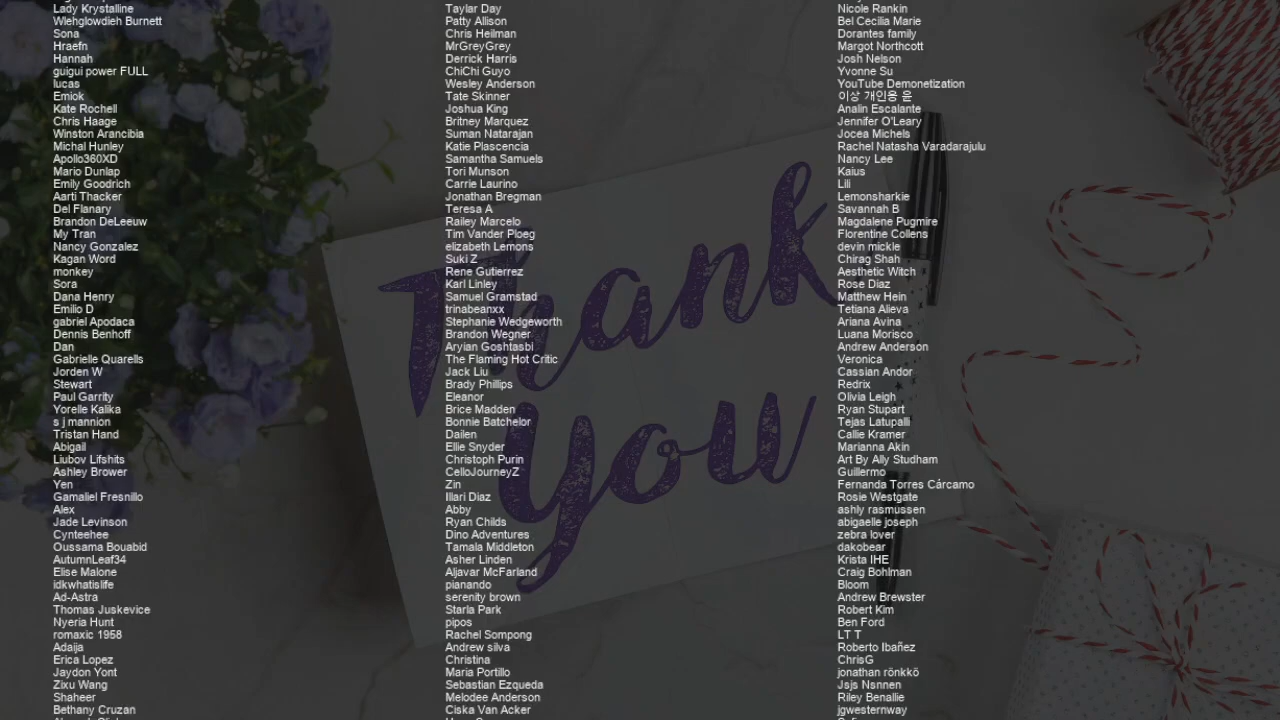 Lady Krystalline
Wiehglowdieh Burnett
Sona
Hraefn
Hannah
guigui power FULL
lucas
Emiok
Kate Rochell
Chris Haage
Winston Arancibia
Michal Hunley
Apollo360XD
Mario Dunlap
Emily Goodrich
Aarti Thacker
Del Flanary
Brandon DeLeeuw
My Tran
Nancy Gonzalez
Kagan Word
monkey
Sora
Dana Henry
Emilio D
gabriel Apodaca
Dennis Benhoff
Dan
Gabrielle Quarells
Jorden W
Stewart
Paul Garrity
Yorelle Kalika
s j mannion
Tristan Hand
Abigail
Liubov Lifshits
Ashley Brower
Yen
Gamaliel Fresnillo
Alex
Jade Levinson
Cynteehee
Oussama Bouabid
AutumnLeaf34
Elise Malone
idkwhatislife
Ad-Astra
Thomas Juskevice
Nyeria Hunt
romaxic 1958
Adaija
Erica Lopez
Jaydon Yont
Zixu Wang
Shaheer
Bethany Cruzan
Taylar Day
Patty Allison
Chris Heilman
MrGreyGrey
Derrick Harris
ChiChi Guyo
Wesley Anderson
Tate Skinner
Joshua King
Britney Marquez
Suman Natarajan
Katie Plascencia
Samantha Samuels
Tori Munson
Carrie Laurino
Jonathan Bregman
Teresa A
Railey Marcelo
Tim Vander Ploeg
elizabeth Lemons
Suki Z
Rene Gutierrez
Karl Linley
Samuel Gramstad
trinabeanxx
Stephanie Wedgeworth
Brandon Wegner
Aryian Goshtasbi
The Flaming Hot Critic
Jack Liu
Brady Phillips
Eleanor
Brice Madden
Bonnie Batchelor
Dailen
Ellie Snyder
Christoph Purin
CelloJourneyZ
Zin
Illari Diaz
Abby
Ryan Childs
Dino Adventures
Tamala Middleton
Asher Linden
Aljavar McFarland
pianando
serenity brown
Starla Park
pipos
Rachel Sompong
Andrew silva
Christina
Maria Portillo
Sebastian Ezqueda
Melodee Anderson
Ciska Van Acker
Nicole Rankin
Bel Cecilia Marie
Dorantes family
Margot Northcott
Josh Nelson
Yvonne Su
YouTube Demonetization
이상 개인용 윤
Analin Escalante
Jennifer O'Leary
Jocea Michels
Rachel Natasha Varadarajulu
Nancy Lee
Kaius
Lili
Lemonsharkie
Savannah B
Magdalene Pugmire
Florentine Collens
devin mickle
Chirag Shah
Aesthetic Witch
Rose Diaz
Matthew Hein
Tetiana Alieva
Ariana Avina
Luana Morisco
Andrew Anderson
Veronica
Cassian Andor
Redrix
Olivia Leigh
Ryan Stupart
Tejas Latupalli
Callie Kramer
Marianna Akin
Art By Ally Studham
Guillermo
Fernanda Torres Cárcamo
Rosie Westgate
ashly rasmussen
abigaelle joseph
zebra lover
dakobear
Krista IHE
Craig Bohlman
Bloom
Andrew Brewster
Robert Kim
Ben Ford
LT T
Roberto Ibañez
ChrisG
jonathan rönkkö
Jsjs Nsnnen
Riley Benallie
jgwesternway
Thank
You